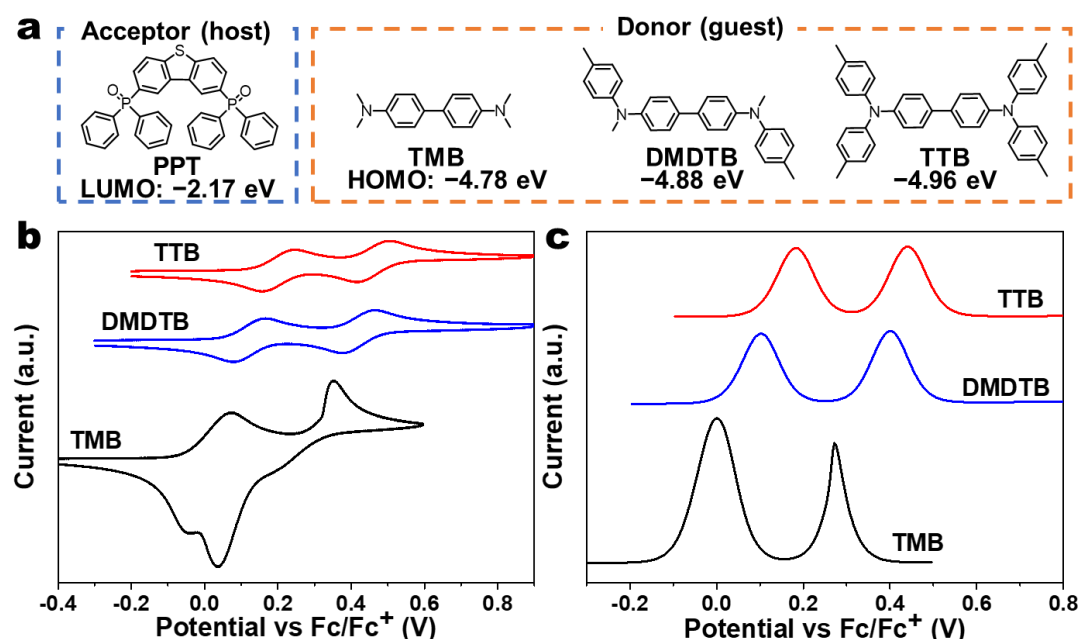 a
Acceptor (host)
Donor (guest)
S
O
O
P
P
N
N
N
N
N
N
PPT
LUMO: −2.17 eV
TMB
HOMO: −4.78 eV
DMDTB
−4.88 eV
TTB
−4.96 eV
b
TTB
DMDTB
TMB
Current (a.u.)
-0.4 -0.2 0.0 0.2 0.4 0.6 0.8
Potential vs Fc/Fc⁺ (V)
c
TTB
DMDTB
TMB
Current (a.u.)
-0.2 0.0 0.2 0.4 0.6 0.8
Potential vs Fc/Fc⁺ (V)